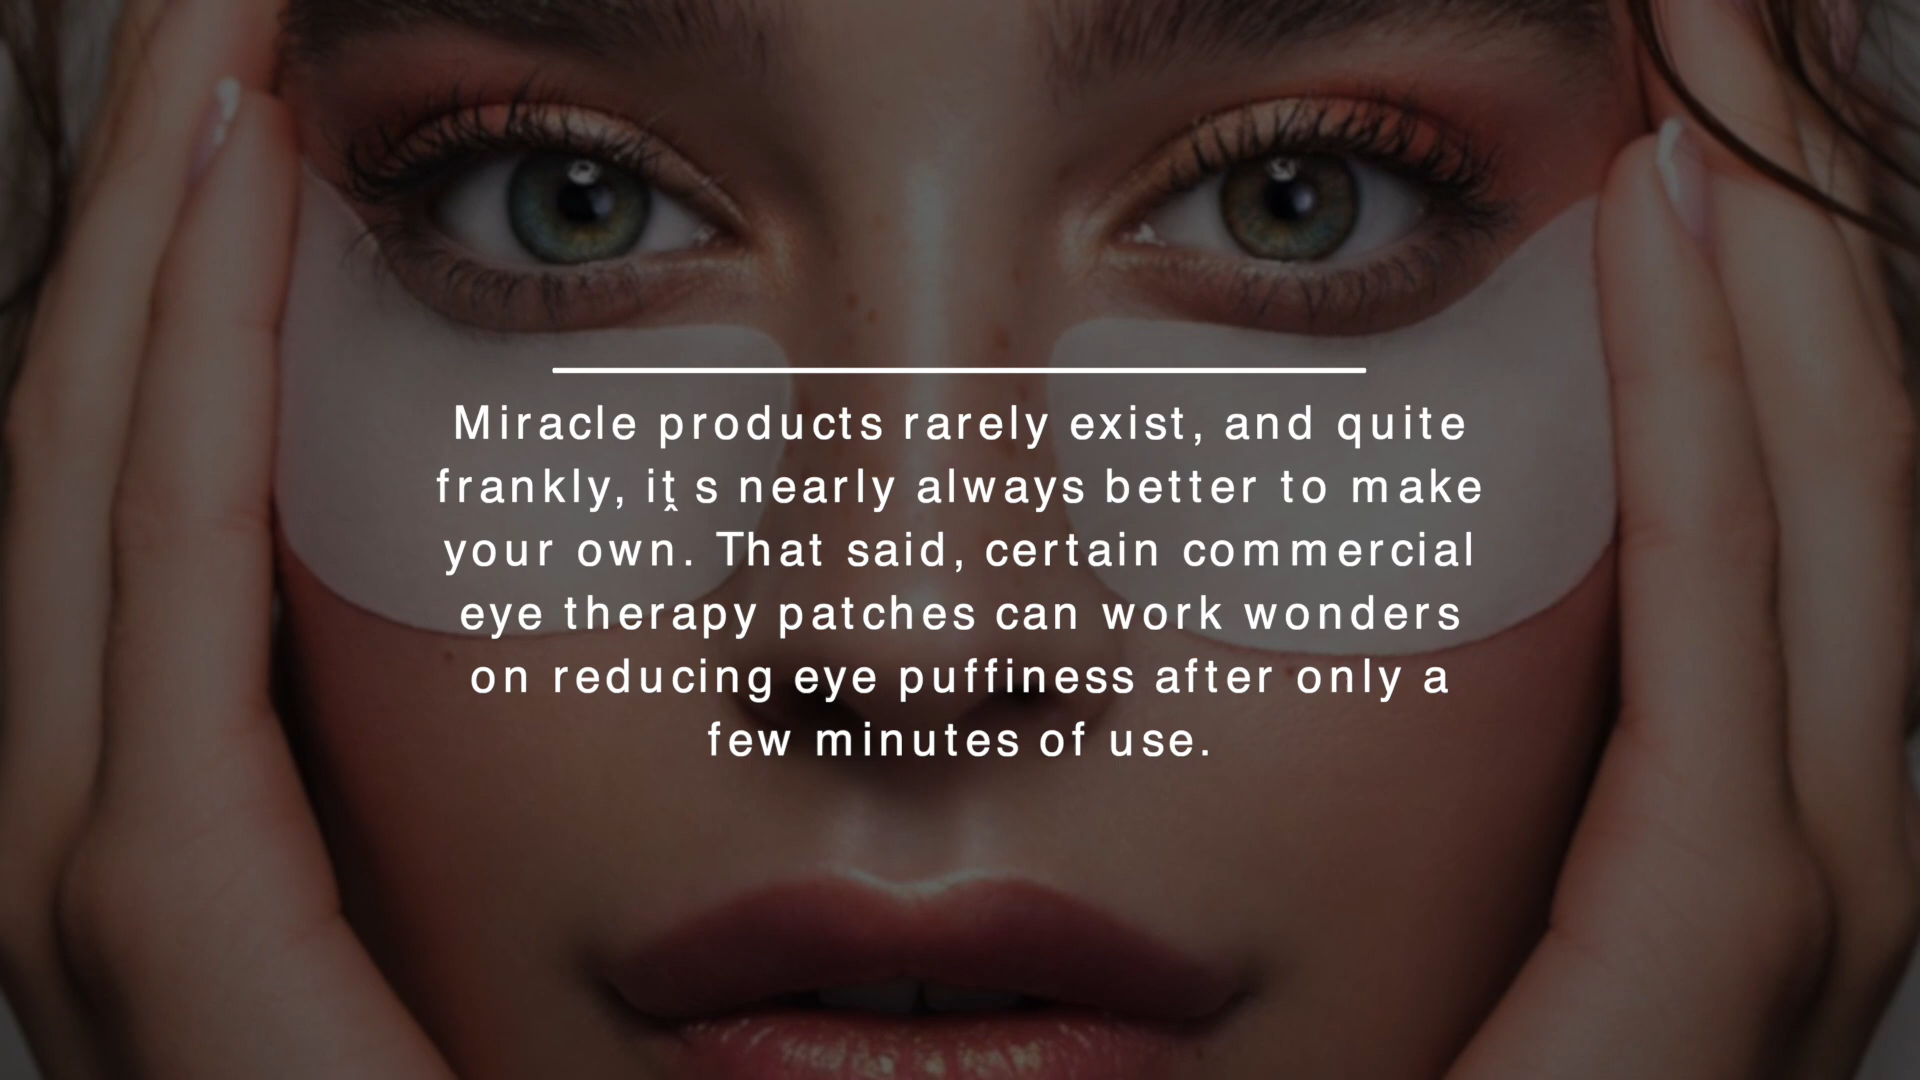 Miracle products rarely exist, and quite
frankly, iṱ s nearly always better to make
your own. That said, certain commercial
eye therapy patches can work wonders
on reducing eye puffiness after only a
few minutes of use.